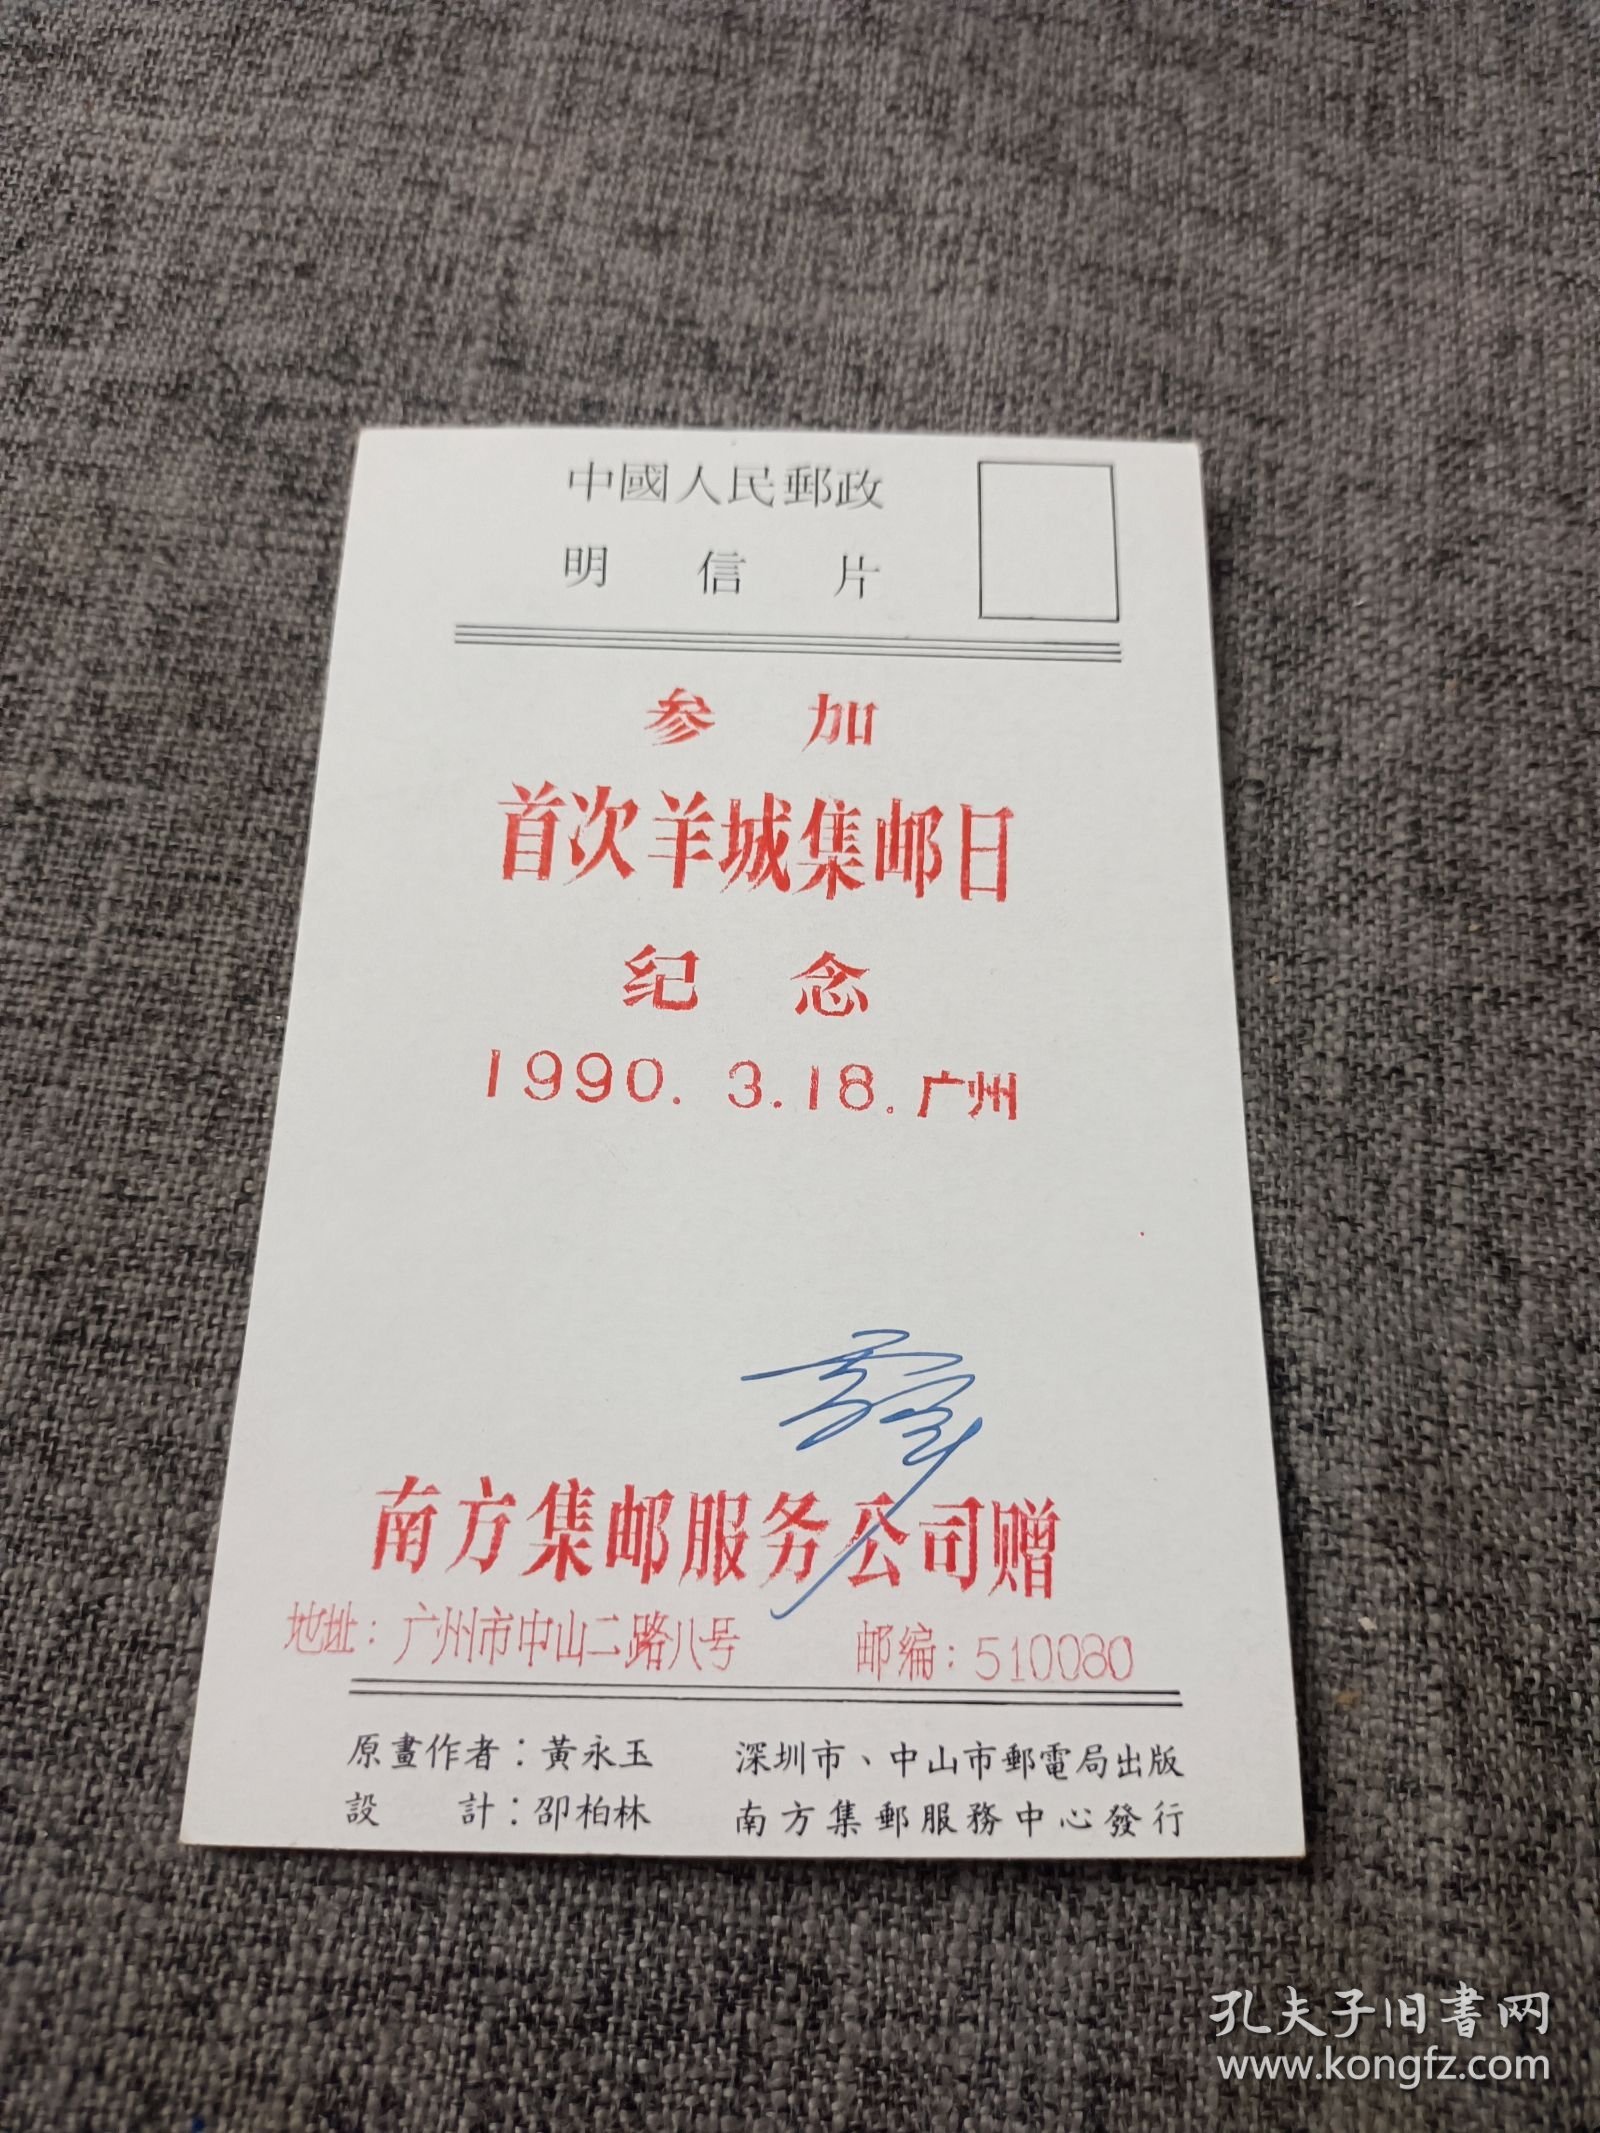 中國人民郵政
明信片
参加
首次羊城集邮日
纪念
1990.3.18.广州
南方集邮服务公司赠
地址：广州市中山二路八号 邮编：510080
原畫作者：黃永玉 深圳市、中山市郵電局出版
設計：邵柏林 南方集郵服務中心發行
孔夫子旧書网
www.kongfz.com